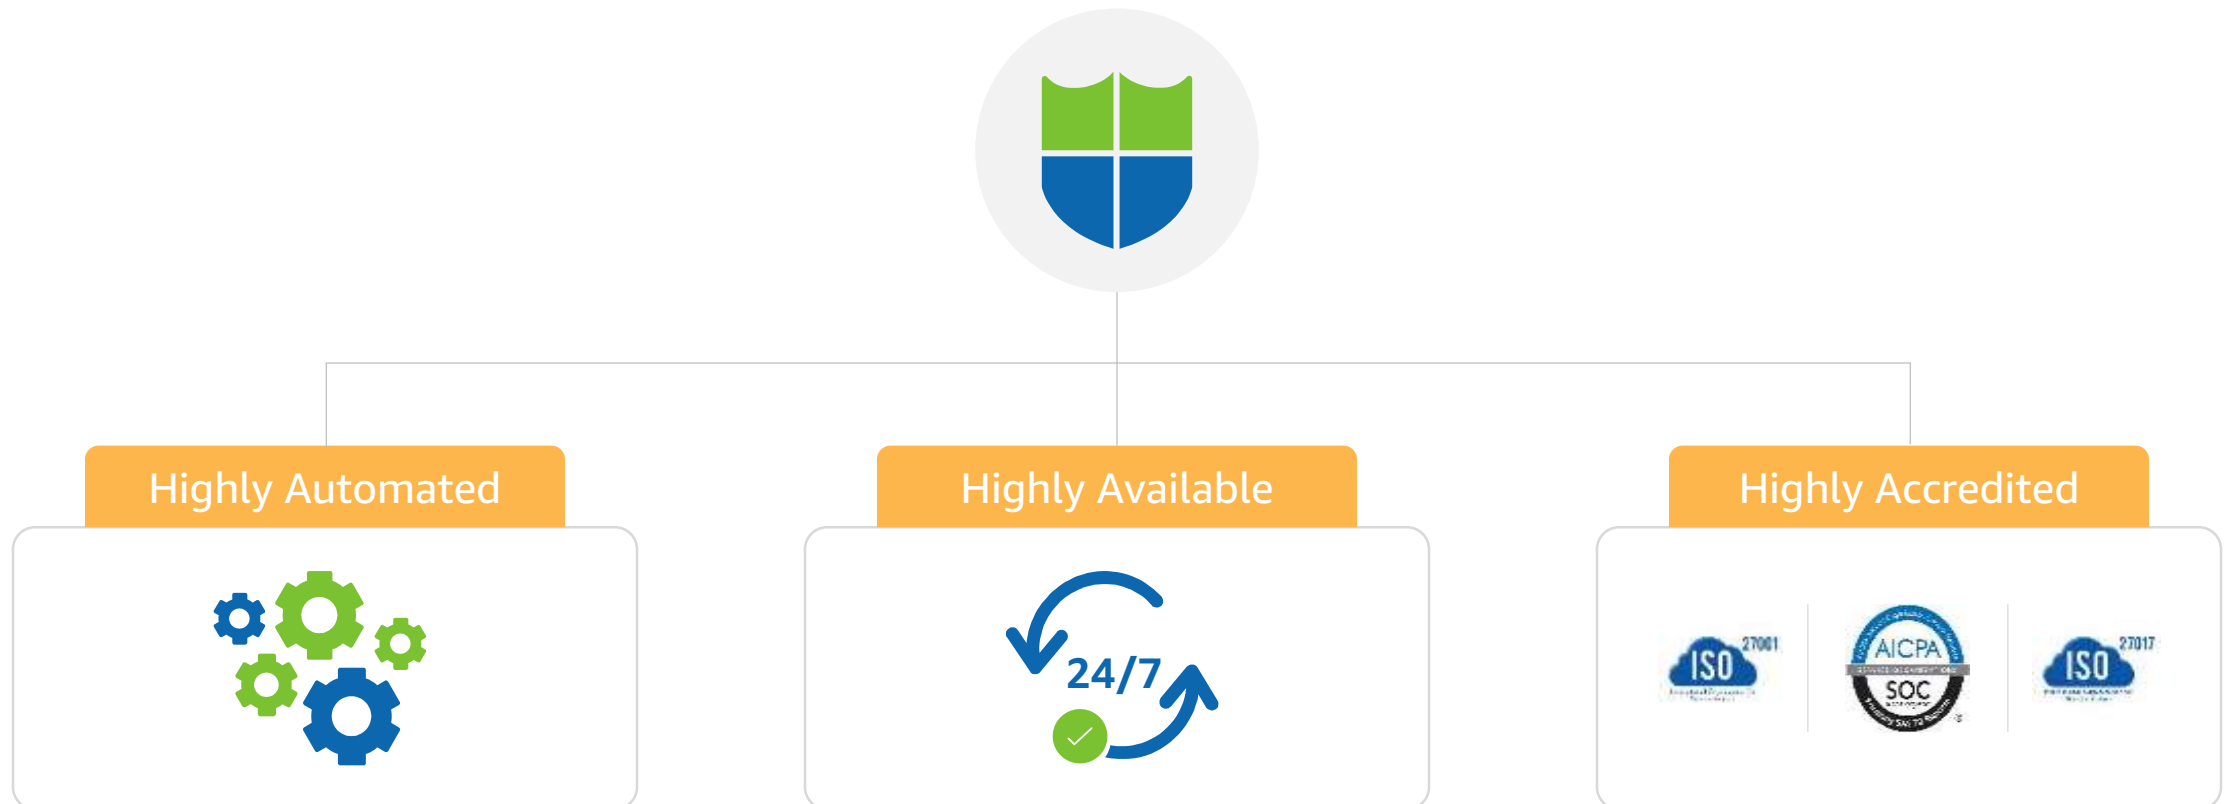 Highly Automated
Highly Available
Highly Accredited
24/7
ISO 27001
AICPA
SOC
ISO 27017